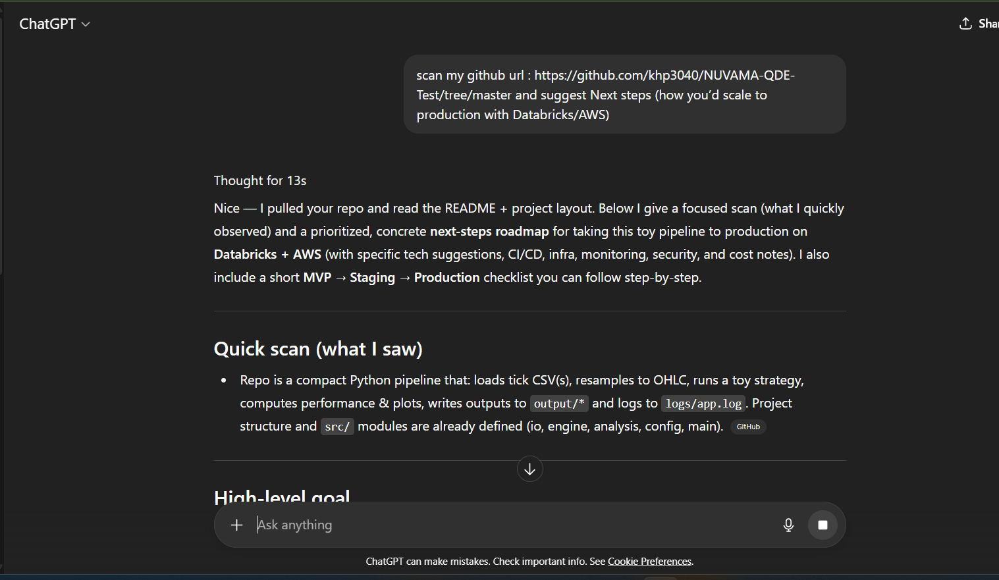 ChatGPT
Shar
scan my github url : https://github.com/khp3040/NUVAMA-QDE-
Test/tree/master and suggest Next steps (how you’d scale to
production with Databricks/AWS)
Thought for 13s
Nice — I pulled your repo and read the README + project layout. Below I give a focused scan (what I quickly
observed) and a prioritized, concrete next-steps roadmap for taking this toy pipeline to production on
Databricks + AWS (with specific tech suggestions, CI/CD, infra, monitoring, security, and cost notes). I also
include a short MVP → Staging → Production checklist you can follow step-by-step.
Quick scan (what I saw)
• Repo is a compact Python pipeline that: loads tick CSV(s), resamples to OHLC, runs a toy strategy,
computes performance & plots, writes outputs to output/* and logs to logs/app.log. Project
structure and src/ modules are already defined (io, engine, analysis, config, main). GitHub
High-level goal
Ask anything
ChatGPT can make mistakes. Check important info. See Cookie Preferences.